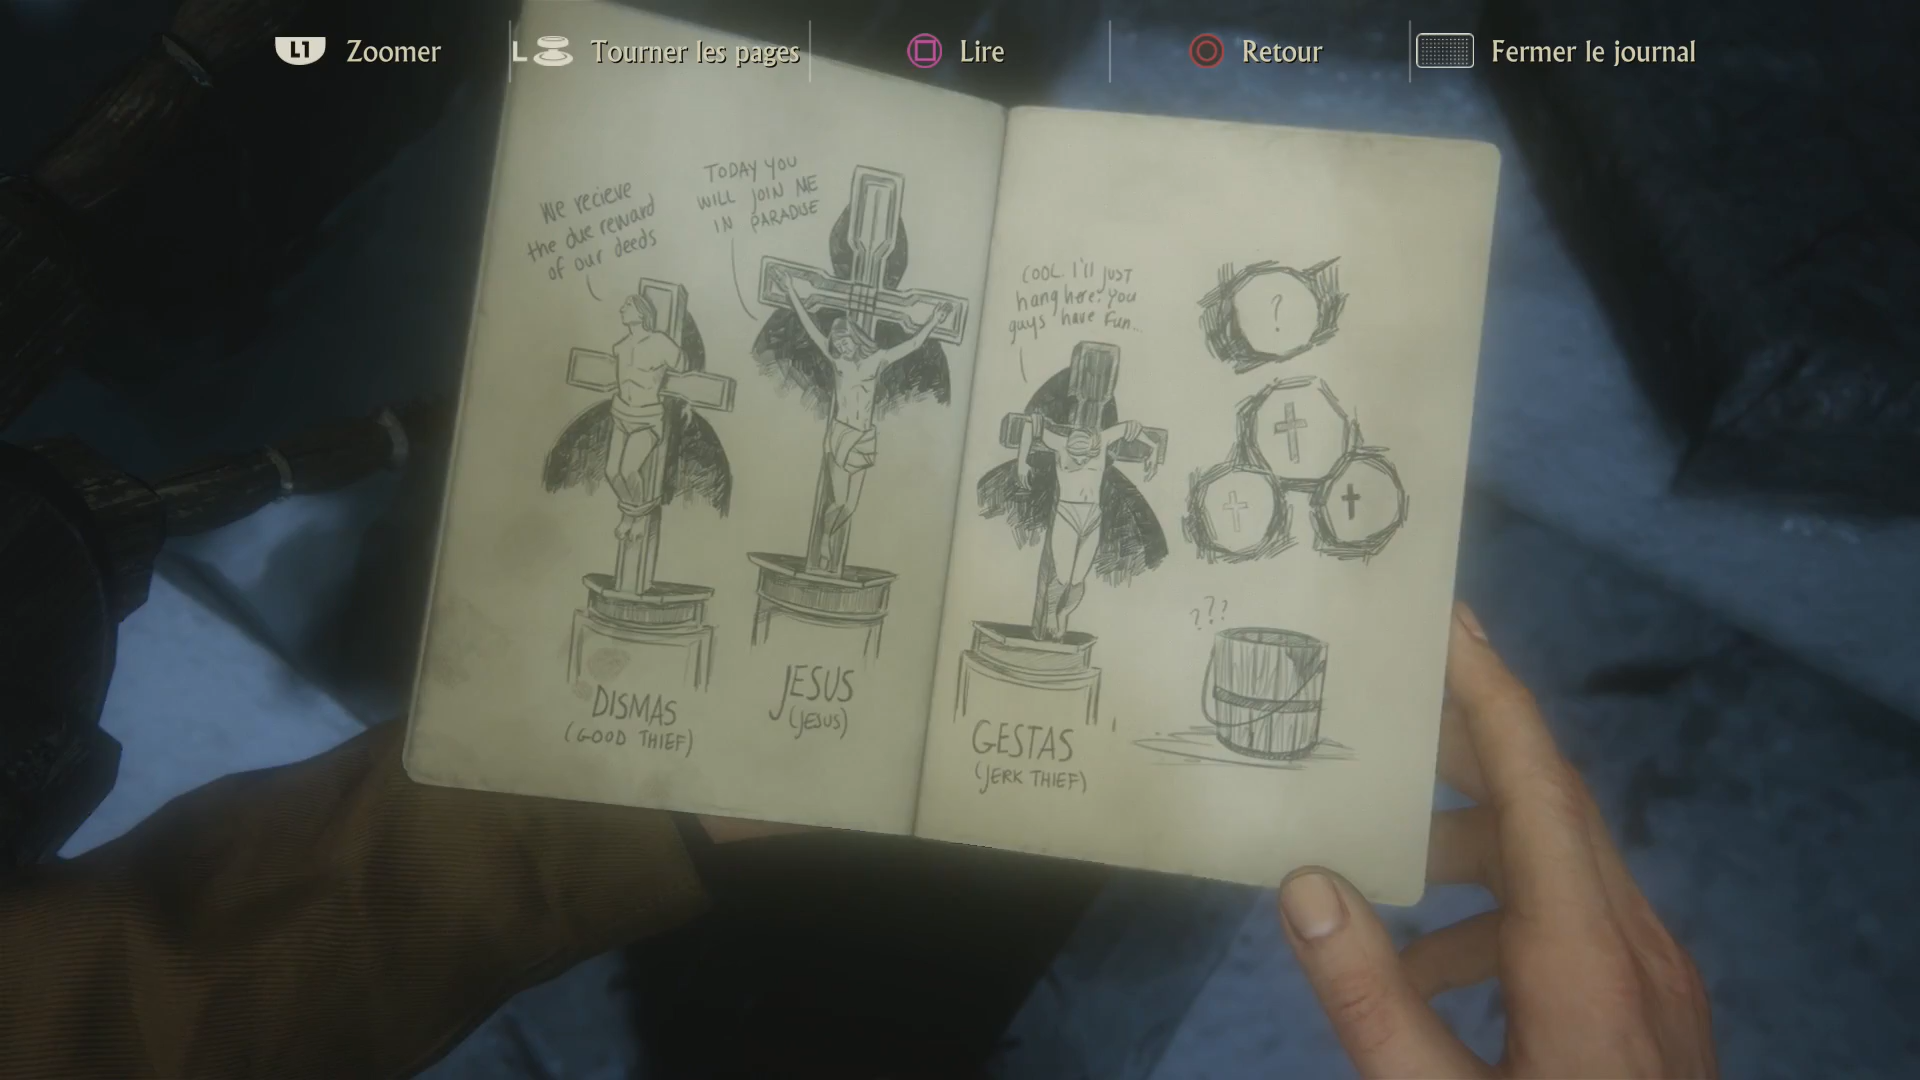 L1 Zoomer
L Tourner les pages
Lire
Retour
Fermer le journal
We recieve
the due reward
of our deeds
TODAY YOU
WILL JOIN ME
IN PARADISE
COOL. I'll JUST
hang here. You
guys have fun...
?
???
DISMAS
(GOOD THIEF)
JESUS
(JESUS)
GESTAS
(JERK THIEF)